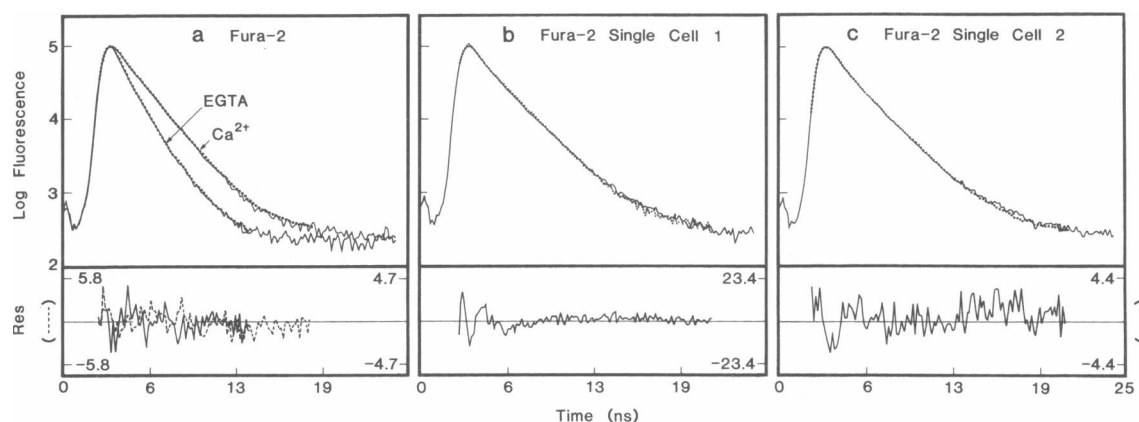 a Fura-2
b Fura-2 Single Cell 1
c Fura-2 Single Cell 2
Log Fluorescence
5
4
3
2
EGTA
Ca²⁺
Res
(----)
5.8
-5.8
4.7
-4.7
23.4
-23.4
4.4
-4.4
0 6 13 19
0 6 13 19
0 6 13 19 25
Time (ns)